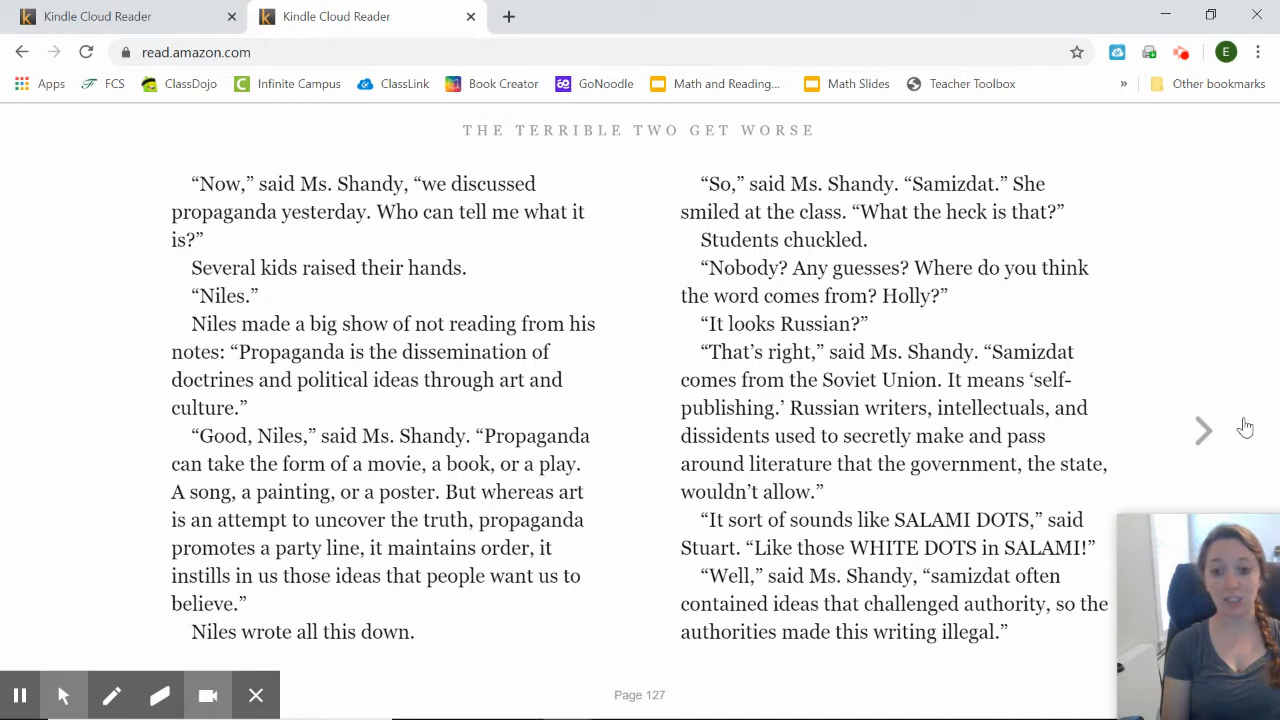 Kindle Cloud Reader
Kindle Cloud Reader
read.amazon.com
E
Apps
FCS
ClassDojo
Infinite Campus
ClassLink
Book Creator
GoNoodle
Math and Reading...
Math Slides
Teacher Toolbox
»
Other bookmarks
THE TERRIBLE TWO GET WORSE
“Now,” said Ms. Shandy, “we discussed
propaganda yesterday. Who can tell me what it
is?”
Several kids raised their hands.
“Niles.”
Niles made a big show of not reading from his
notes: “Propaganda is the dissemination of
doctrines and political ideas through art and
culture.”
“Good, Niles,” said Ms. Shandy. “Propaganda
can take the form of a movie, a book, or a play.
A song, a painting, or a poster. But whereas art
is an attempt to uncover the truth, propaganda
promotes a party line, it maintains order, it
instills in us those ideas that people want us to
believe.”
Niles wrote all this down.
“So,” said Ms. Shandy. “Samizdat.” She
smiled at the class. “What the heck is that?”
Students chuckled.
“Nobody? Any guesses? Where do you think
the word comes from? Holly?”
“It looks Russian?”
“That’s right,” said Ms. Shandy. “Samizdat
comes from the Soviet Union. It means ‘self-
publishing.’ Russian writers, intellectuals, and
dissidents used to secretly make and pass
around literature that the government, the state,
wouldn’t allow.”
“It sort of sounds like SALAMI DOTS,” said
Stuart. “Like those WHITE DOTS in SALAMI!”
“Well,” said Ms. Shandy, “samizdat often
contained ideas that challenged authority, so the
authorities made this writing illegal.”
Page 127